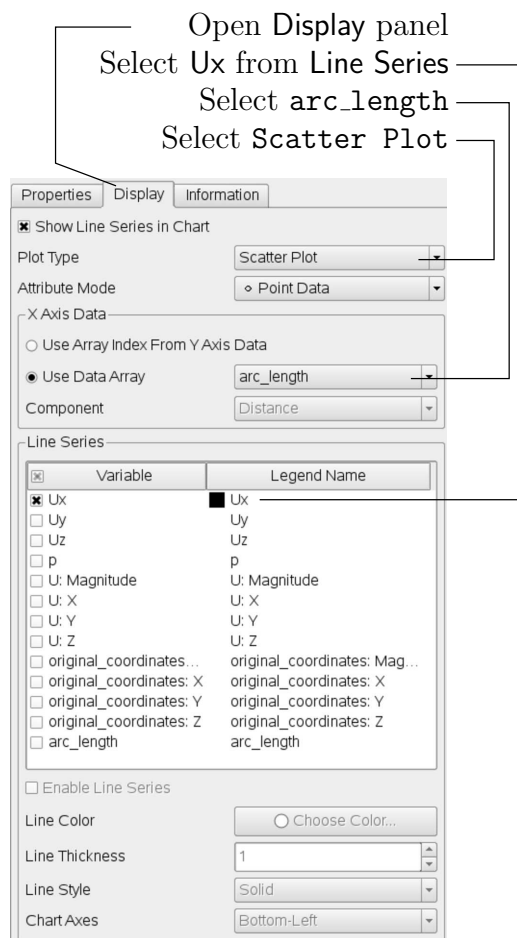 Open Display panel
Select Ux from Line Series
Select arc_length
Select Scatter Plot
Properties Display Information
Show Line Series in Chart
Plot Type Scatter Plot
Attribute Mode Point Data
X Axis Data
Use Array Index From Y Axis Data
Use Data Array arc_length
Component Distance
Line Series
Variable Legend Name
Ux Ux
Uy Uy
Uz Uz
p p
U: Magnitude U: Magnitude
U: X U: X
U: Y U: Y
U: Z U: Z
original_coordinates... original_coordinates: Mag...
original_coordinates: X original_coordinates: X
original_coordinates: Y original_coordinates: Y
original_coordinates: Z original_coordinates: Z
arc_length arc_length
Enable Line Series
Line Color Choose Color...
Line Thickness 1
Line Style Solid
Chart Axes Bottom-Left